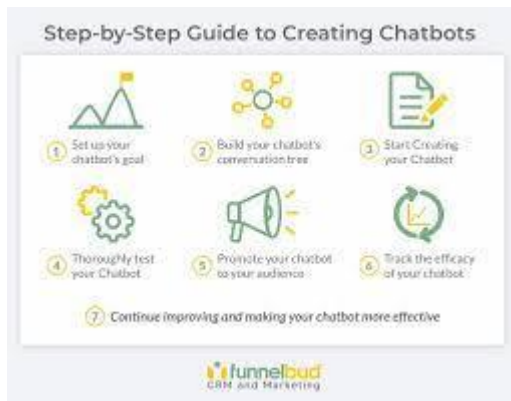 Step-by-Step Guide to Creating Chatbots
1 Set up your
chatbot's goal
2 Build your chatbot's
conversation tree
3 Start Creating
your Chatbot
4 Thoroughly test
your Chatbot
5 Promote your chatbot
to your audience
6 Track the efficacy
of your chatbot
7 Continue improving and making your chatbot more effective
funnelbud
CRM and Marketing